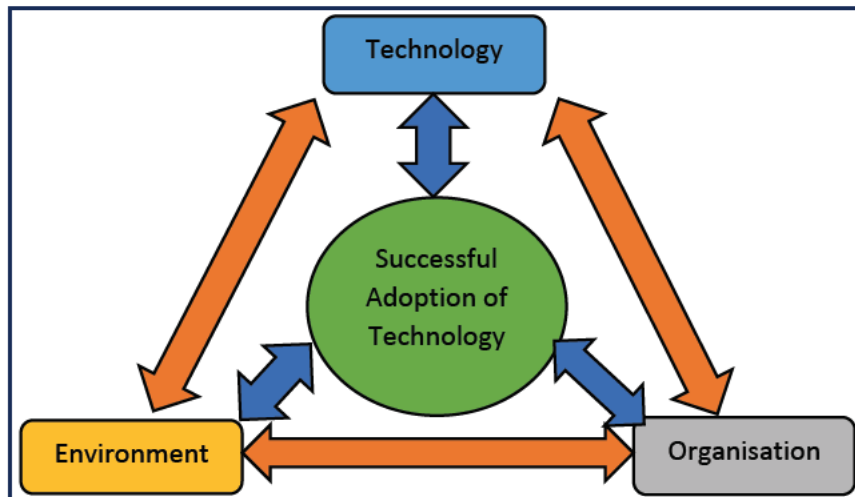 Technology
Successful
Adoption of
Technology
Environment
Organisation